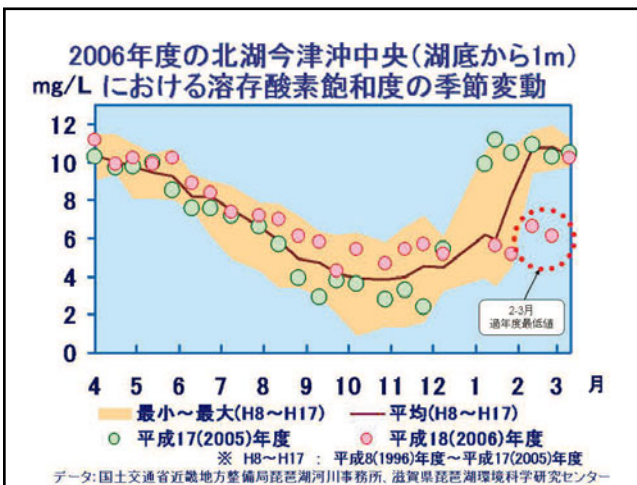 2006年度の北湖今津沖中央(湖底から1m)
mg/L における溶存酸素飽和度の季節変動
12
10
8
6
4
2
0
2-3月
過年度最低値
4 5 6 7 8 9 10 11 12 1 2 3 月
最小～最大(H8～H17) 平均(H8～H17)
平成17(2005)年度 平成18(2006)年度
※ H8～H17 : 平成8(1996)年度～平成17(2005)年度
データ:国土交通省近畿地方整備局琵琶湖河川事務所、滋賀県琵琶湖環境科学研究センター